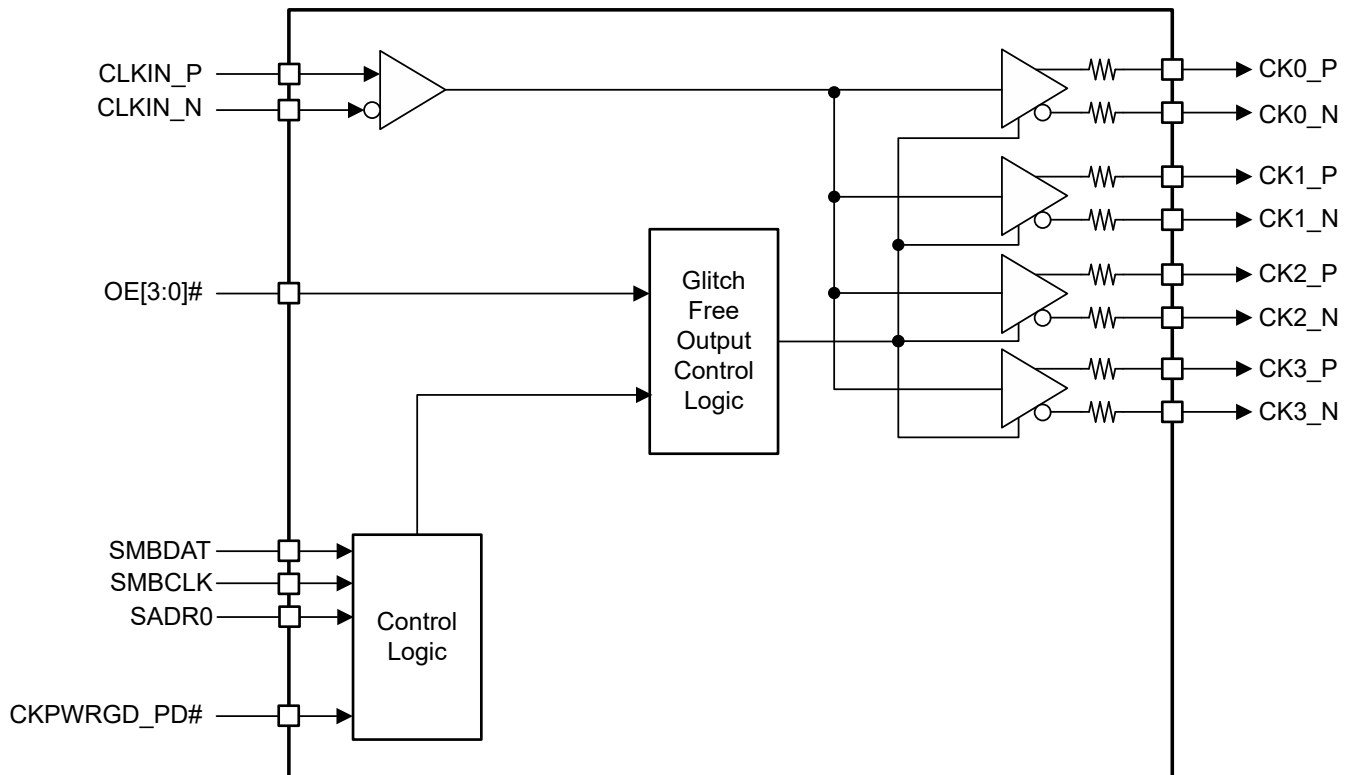 CLKIN_P
CLKIN_N
OE[3:0]#
SMBDAT
SMBCLK
SADR0
CKPWRGD_PD#
Control
Logic
Glitch
Free
Output
Control
Logic
CK0_P
CK0_N
CK1_P
CK1_N
CK2_P
CK2_N
CK3_P
CK3_N